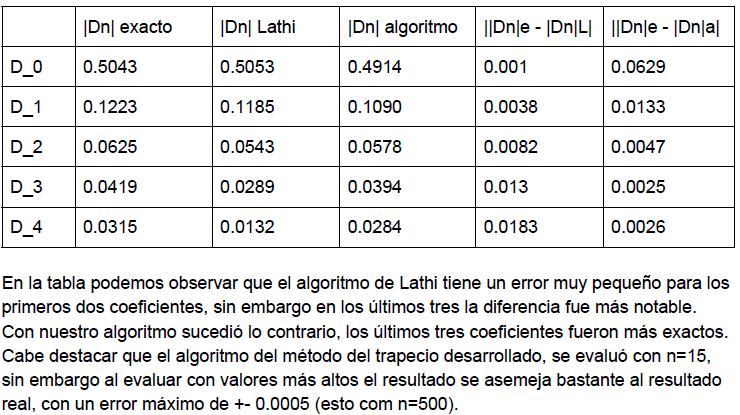 |Dn| exacto |Dn| Lathi |Dn| algoritmo ||Dn|e - |Dn|L| ||Dn|e - |Dn|a|
D_0 0.5043 0.5053 0.4914 0.001 0.0629
D_1 0.1223 0.1185 0.1090 0.0038 0.0133
D_2 0.0625 0.0543 0.0578 0.0082 0.0047
D_3 0.0419 0.0289 0.0394 0.013 0.0025
D_4 0.0315 0.0132 0.0284 0.0183 0.0026
En la tabla podemos observar que el algoritmo de Lathi tiene un error muy pequeño para los
primeros dos coeficientes, sin embargo en los últimos tres la diferencia fue más notable.
Con nuestro algoritmo sucedió lo contrario, los últimos tres coeficientes fueron más exactos.
Cabe destacar que el algoritmo del método del trapecio desarrollado, se evaluó con n=15,
sin embargo al evaluar con valores más altos el resultado se asemeja bastante al resultado
real, con un error máximo de +- 0.0005 (esto com n=500).